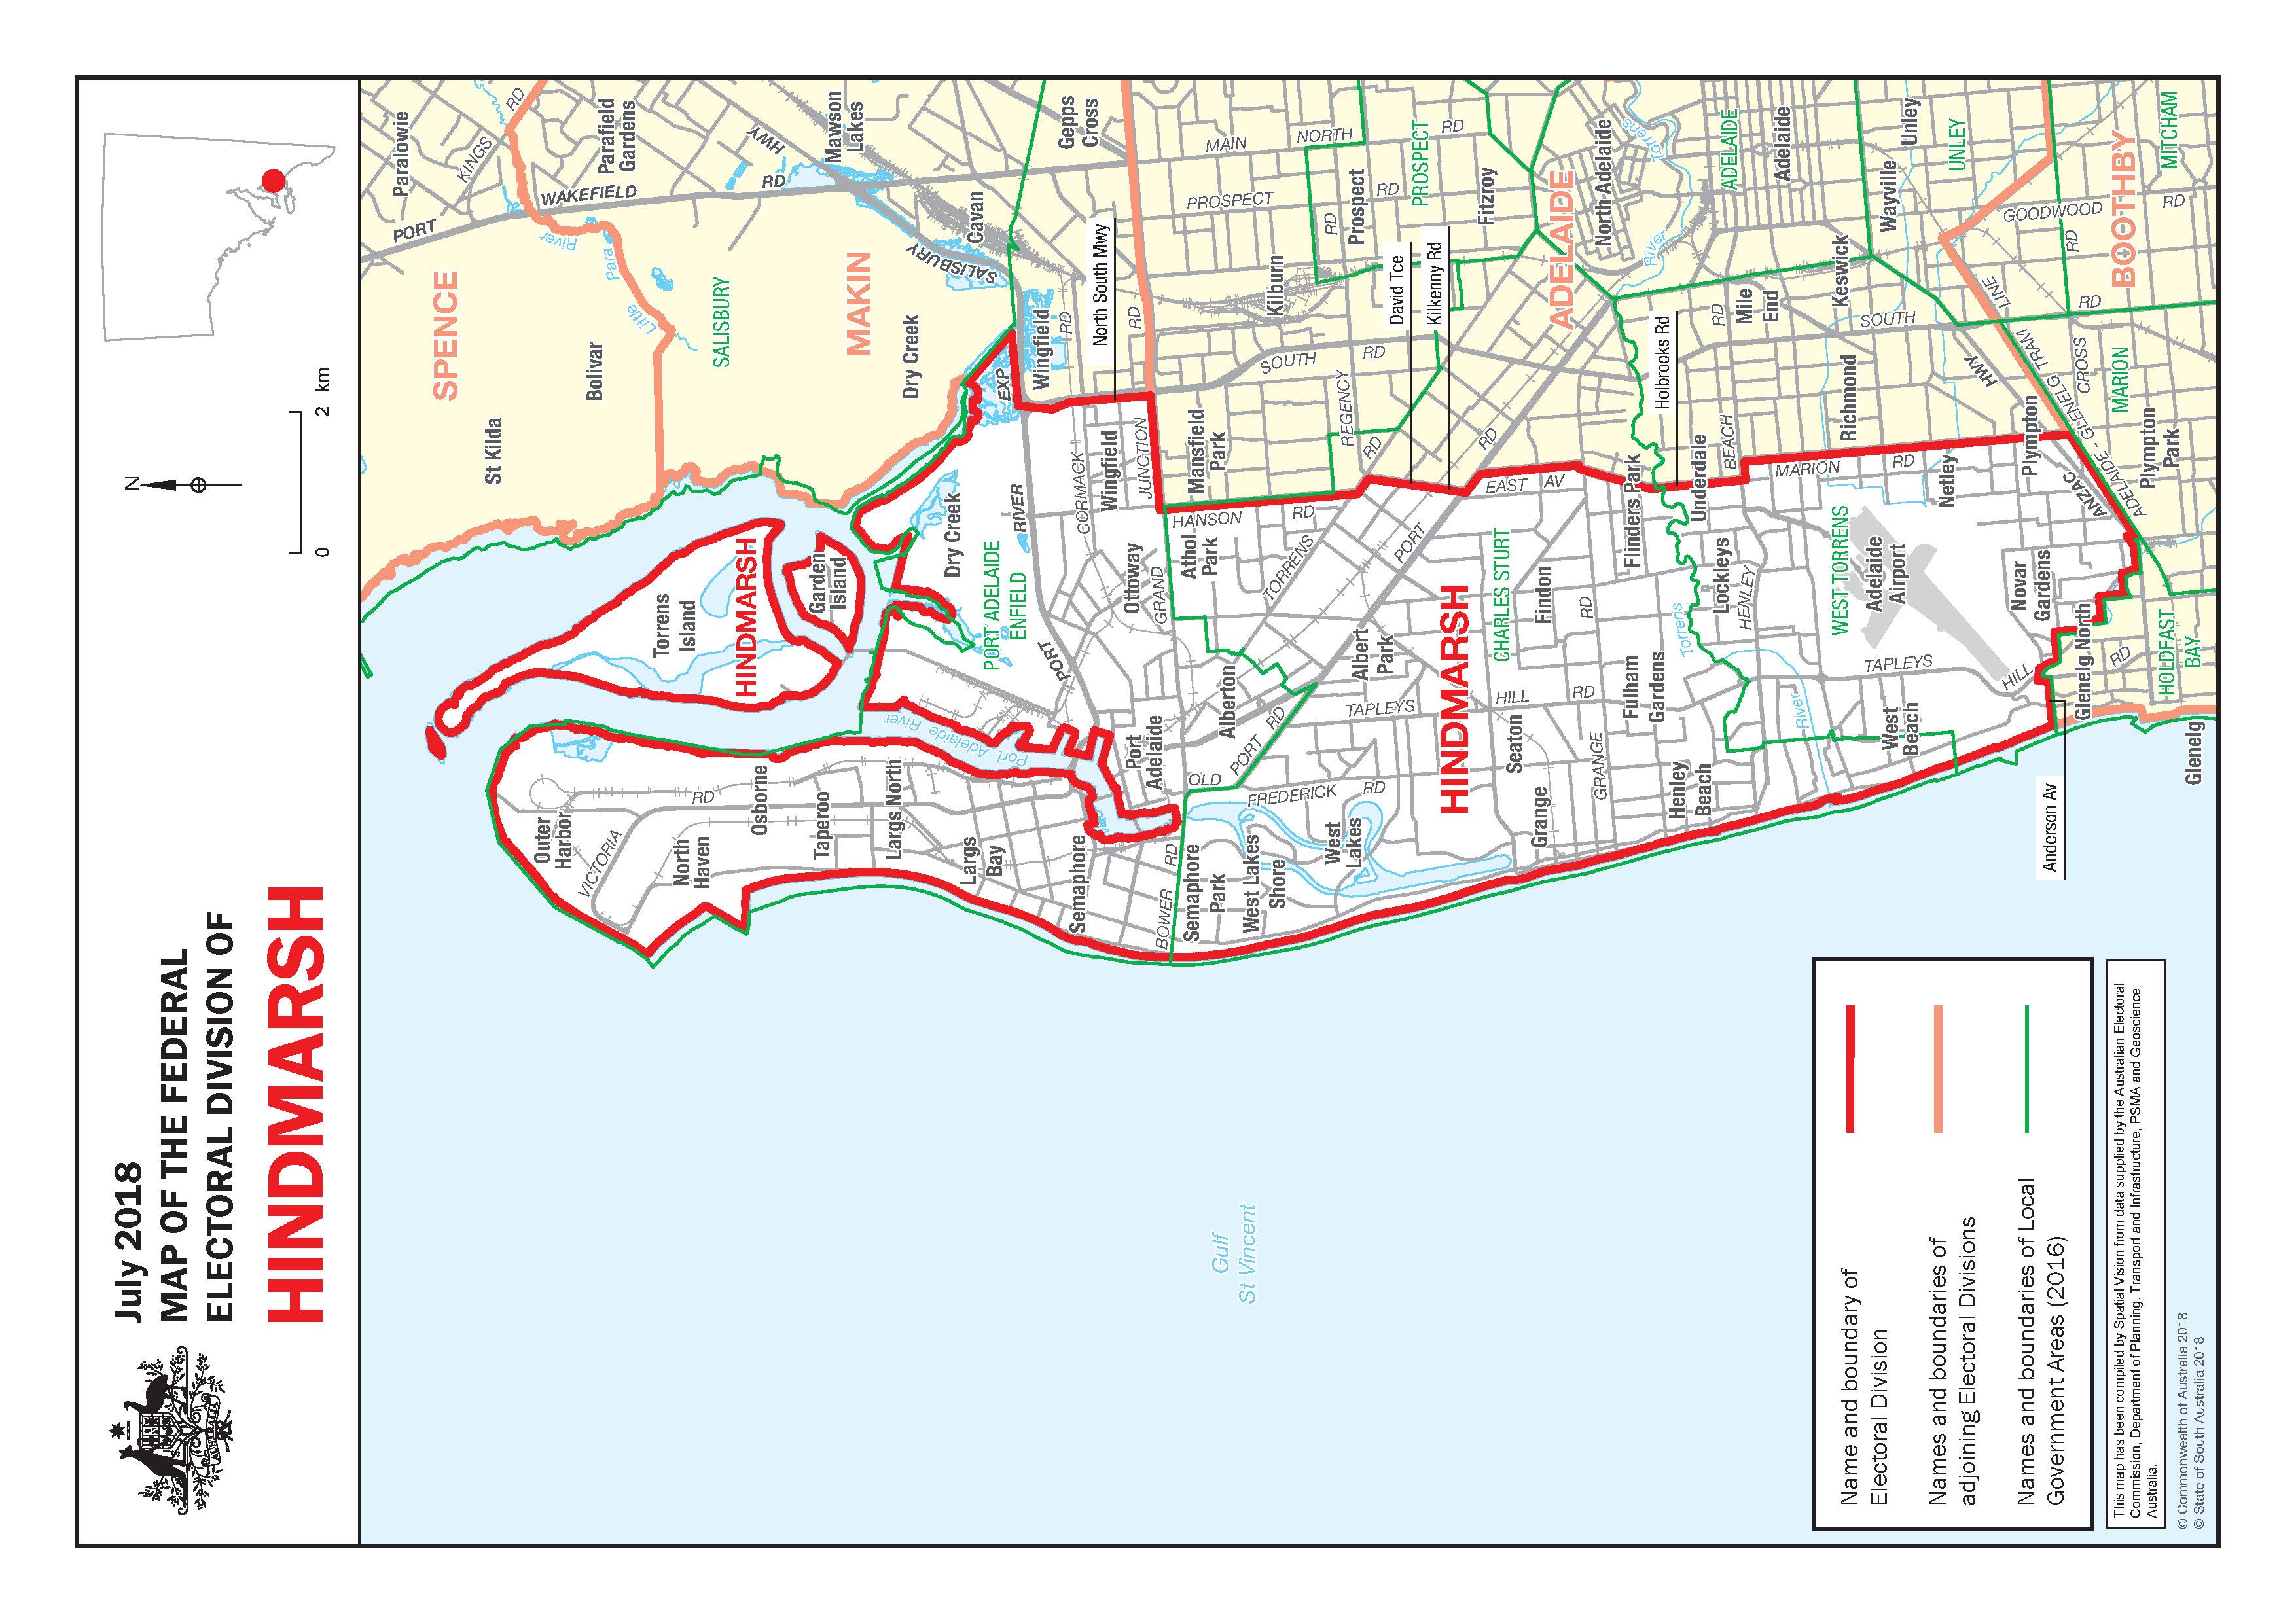 July 2018
MAP OF THE FEDERAL
ELECTORAL DIVISION OF
HINDMARSH
AUSTRALIA
N
0
2 km
Paralowie
KINGS
RD
Parafield
Gardens
HWY
Mawson
Lakes
Gepps
Cross
MAIN
NORTH
RD
PORT
WAKEFIELD
RD
SPENCE
River
Para
Little
Bolivar
SALISBURY
MAKIN
St Kilda
Dry Creek
SALISBURY
Cavan
EXP
Wingfield
RD
North South Mwy
RD
PROSPECT
RD
RD
Prospect
PROSPECT
Fitzroy
Kilburn
David Tce
Kilkenny Rd
ADELAIDE
North Adelaide
Torrens
River
ADELAIDE
Adelaide
Unley
UNLEY
Wayville
GOODWOOD
RD
BOOTHBY
MITCHAM
Keswick
Mile
End
RD
SOUTH
RD
LINE
TRAM
GLENELG
ADELAIDE -
CROSS
RD
MARION
HWY
Richmond
Holbrooks Rd
SOUTH
RD
REGENCY
RD
Mansfield
Park
JUNCTION
Wingfield
CORMACK
RIVER
Dry Creek
PORT ADELAIDE
ENFIELD
PORT
HANSON
RD
Athol
Park
GRAND
Ottoway
TORRENS
PORT
RD
EAST AV
CHARLES STURT
Flinders Park
Underdale
BEACH
HENLEY
Lockleys
MARION
RD
Netley
Plympton
ANZAC
Plympton
Park
WEST TORRENS
Adelaide
Airport
Novar
Gardens
Glenelg North
RD
HOLDFAST
BAY
Findon
RD
Torrens
Fulham
Gardens
TAPLEYS
HILL
Torrens
Island
HINDMARSH
Garden
Island
Port Adelaide River
Port
Adelaide
Alberton
Albert
Park
HINDMARSH
TAPLEYS
HILL
RD
Seaton
GRANGE
Henley
Beach
River
West
Beach
Glenelg
Anderson Av
Outer
Harbor
VICTORIA
RD
North
Haven
Osborne
Taperoo
Largs North
Largs
Bay
Semaphore
BOWER
RD
OLD
PORT
RD
FREDERICK
RD
Semaphore
Park
West Lakes
Shore
West
Lakes
Grange
Gulf
St Vincent
Name and boundary of
Electoral Division
Names and boundaries of
adjoining Electoral Divisions
Names and boundaries of Local
Government Areas (2016)
This map has been compiled by Spatial Vision from data supplied by the Australian Electoral
Commission, Department of Planning, Transport and Infrastructure, PSMA and Geoscience
Australia.
© Commonwealth of Australia 2018
© State of South Australia 2018